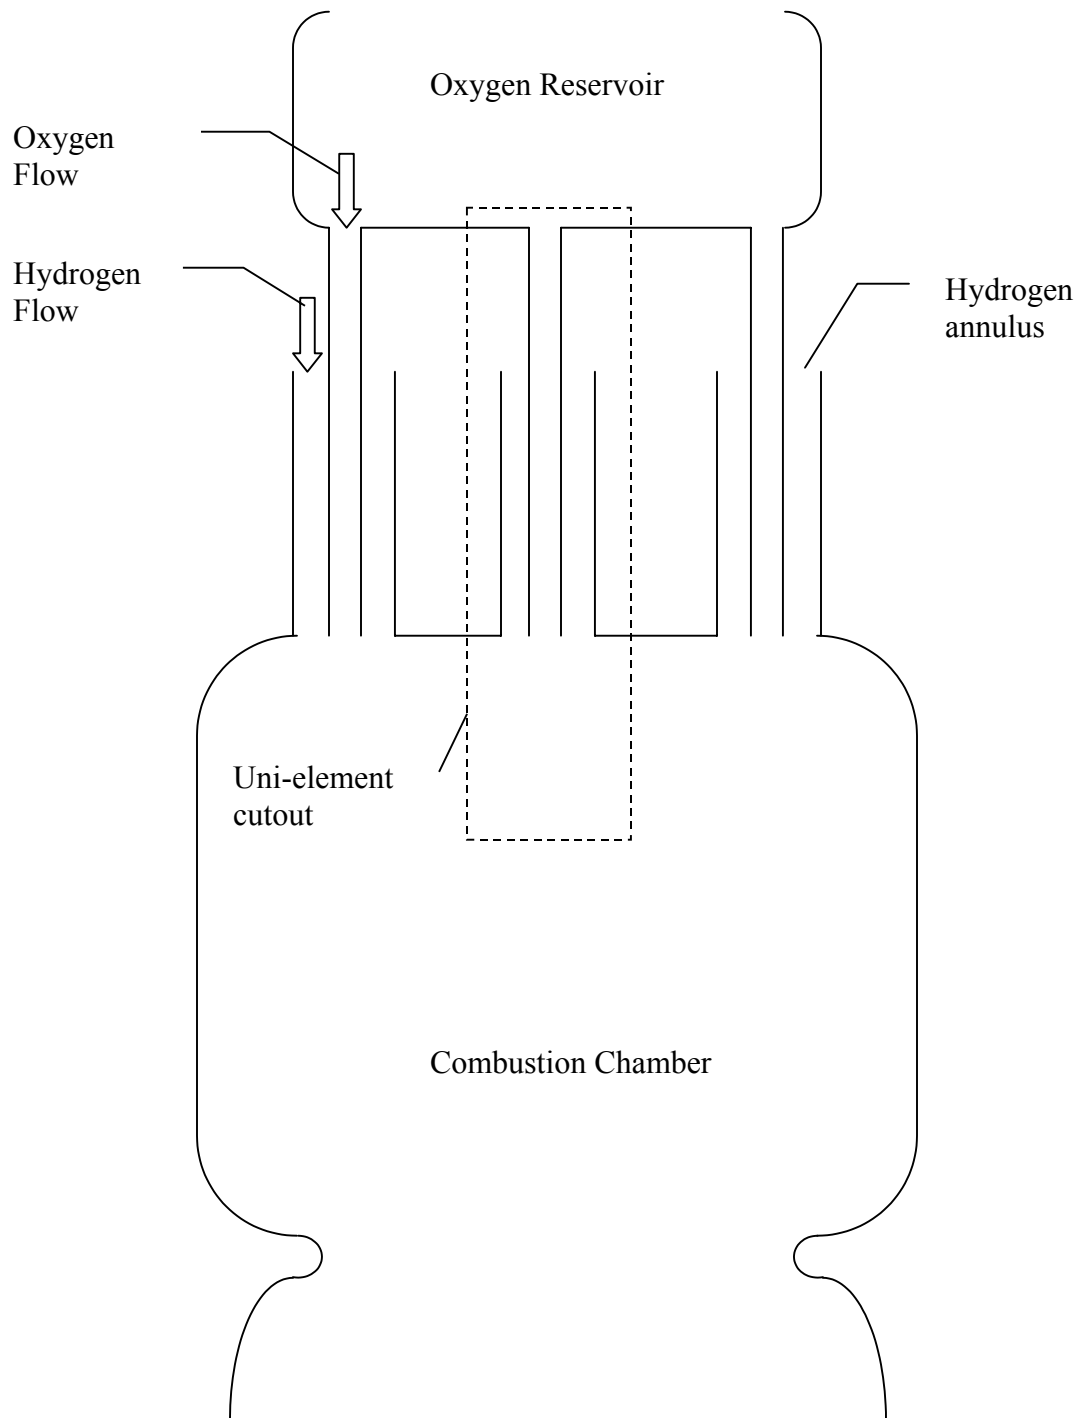 Oxygen Reservoir
Oxygen
Flow
Hydrogen
Flow
Hydrogen
annulus
Uni-element
cutout
Combustion Chamber